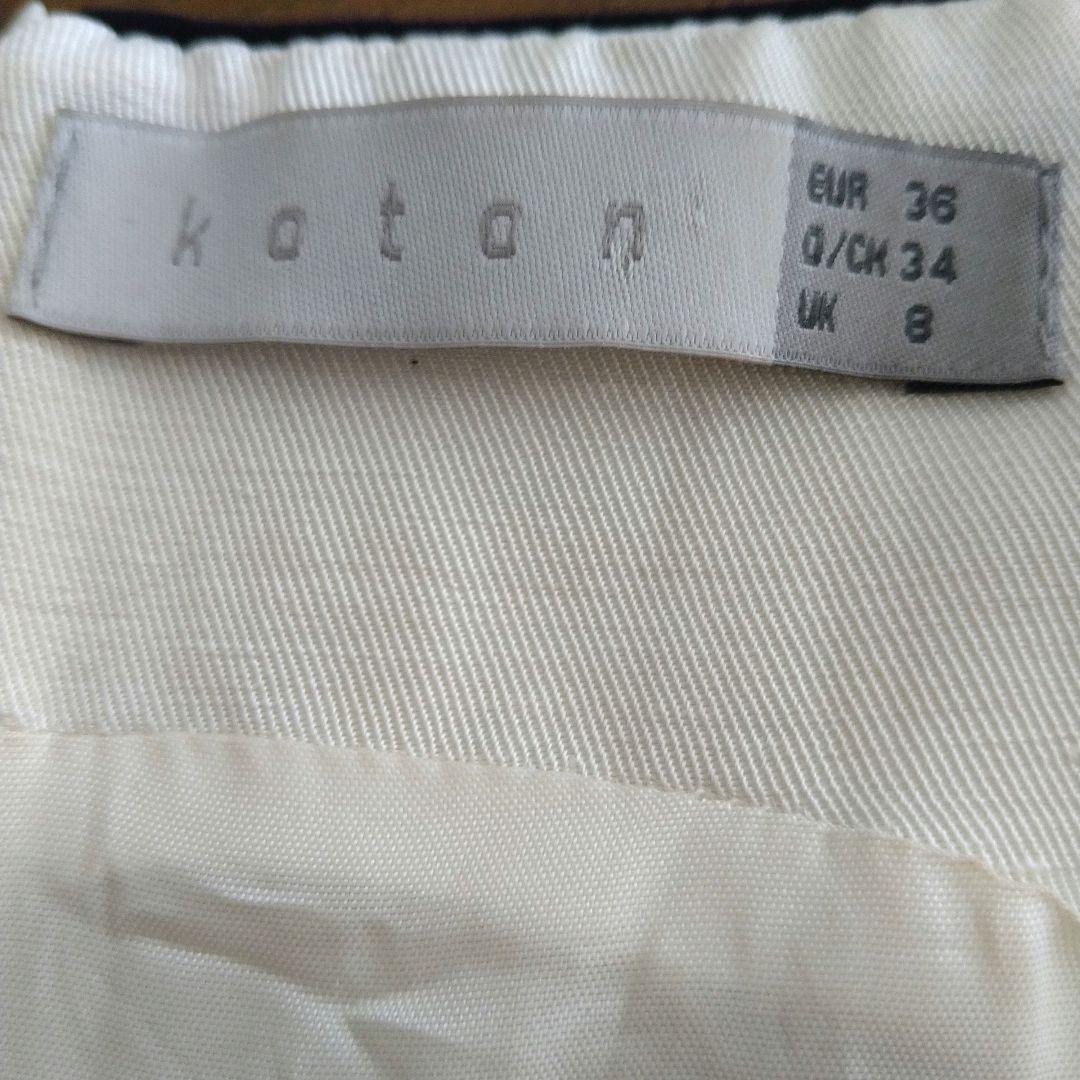 koton
EUR 36
D/CH 34
UK 8